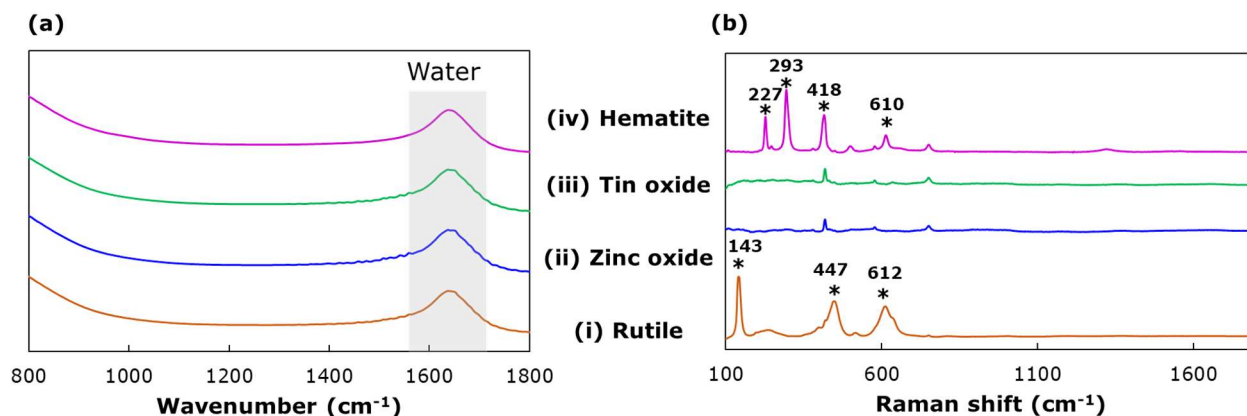 (a)
Water
800
1000
1200
1400
1600
1800
Wavenumber (cm⁻¹)
(iv) Hematite
(iii) Tin oxide
(ii) Zinc oxide
(i) Rutile
(b)
293
227
418
610
*
*
*
*
143
447
612
*
*
*
100
600
1100
1600
Raman shift (cm⁻¹)